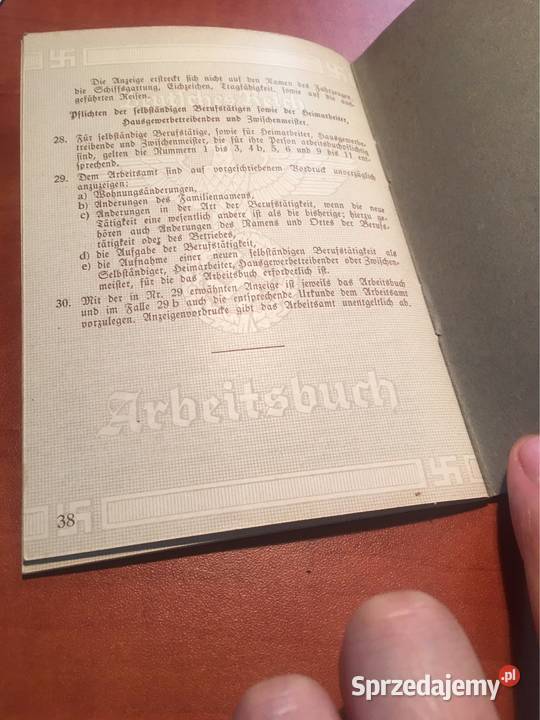 Die Anzeige erstreckt sich nicht auf den Namen des Fahrzeuges,
die Schiffsgattung, Eichzeichen, Tragfähigkeit, sowie auf die aus-
geführten Reisen.
Deutsches Reich
Pflichten der selbständigen Berufstätigen sowie der Heimarbeiter,
Hausgewerbetreibenden und Zwischenmeister.
28. Für selbständige Berufstätige, sowie für Heimarbeiter, Hausgewerbe-
treibende und Zwischenmeister, die für ihre Person arbeitsbuchpflichtig
sind, gelten die Nummern 1 bis 3, 4 b, 5, 6 und 9 bis 11 ent-
sprechend.
29. Dem Arbeitsamt sind auf vorgeschriebenem Vordruck unverzüglich
anzuzeigen:
a) Wohnungsänderungen,
b) Änderungen des Familiennamens,
c) Änderungen in der Art der Berufstätigkeit, wenn die neue
Tätigkeit eine wesentlich andere ist als die bisherige; hierzu ge-
hören auch Änderungen des Namens und Ortes der Berufs-
tätigkeit oder des Betriebes,
d) die Aufgabe der Berufstätigkeit,
e) die Aufnahme einer neuen selbständigen Berufstätigkeit als
Selbständiger, Heimarbeiter, Hausgewerbetreibender oder Zwischen-
meister, für die das Arbeitsbuch erforderlich ist.
30. Mit der in Nr. 29 erwähnten Anzeige ist jeweils das Arbeitsbuch
und im Falle 29 b auch die entsprechende Urkunde dem Arbeitsamt
vorzulegen. Anzeigenvordrucke gibt das Arbeitsamt unentgeltlich ab.
Arbeitsbuch
38
Sprzedajemy.pl